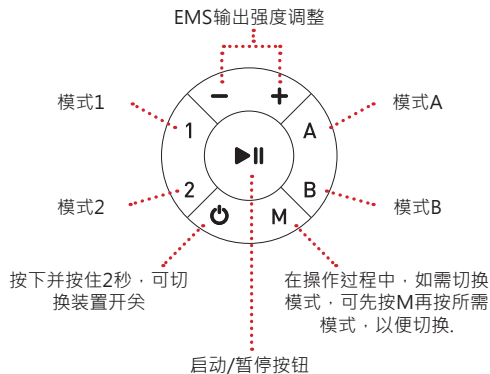 EMS输出强度调整
− +
模式1
模式A
1
A
2
B
模式2
模式B
M
按下并按住2秒，可切
换装置开尖
在操作过程中，如需切换
模式，可先按M再按所需
模式，以便切换.
启动/暂停按钮